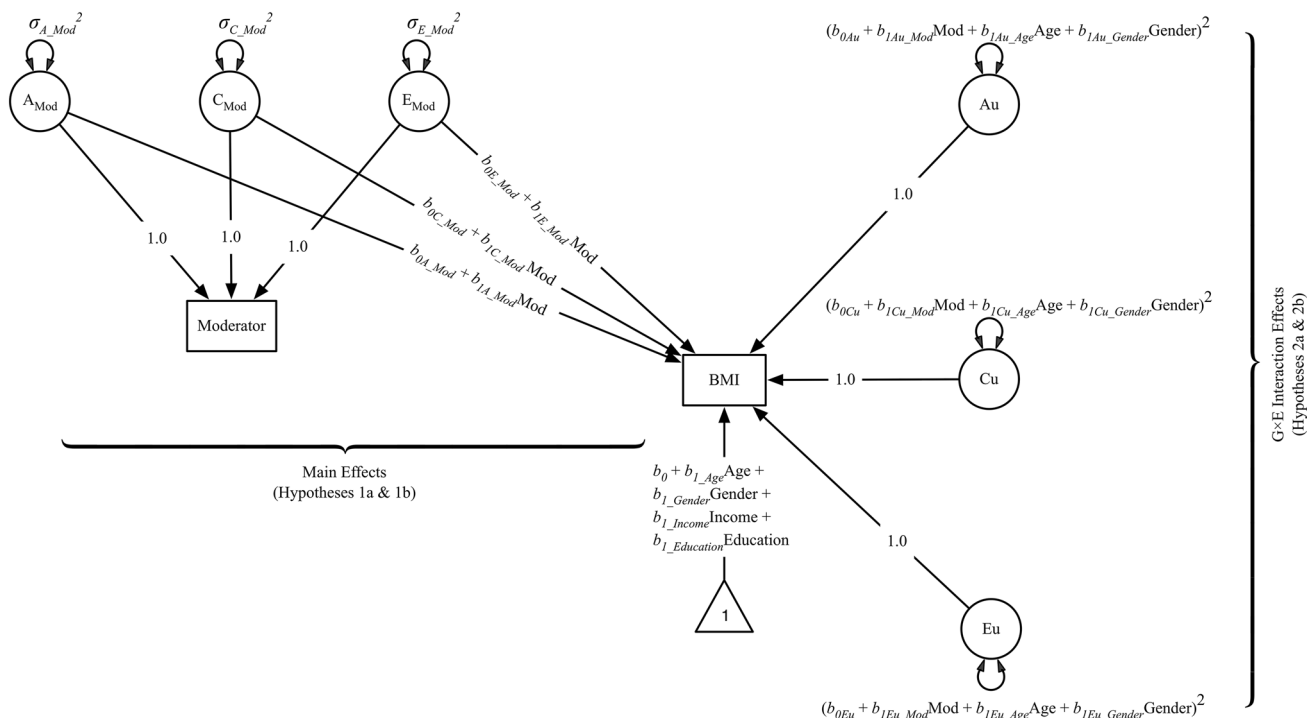 σA_Mod²
σC_Mod²
σE_Mod²
(b0Au + b1Au_ModMod + b1Au_AgeAge + b1Au_GenderGender)²
AMod
CMod
EMod
Au
b0E_Mod + b1E_ModMod
b0C_Mod + b1C_ModMod
b0A_Mod + b1A_ModMod
1.0
1.0
1.0
1.0
Moderator
(b0Cu + b1Cu_ModMod + b1Cu_AgeAge + b1Cu_GenderGender)²
BMI
1.0
Cu
G×E Interaction Effects
(Hypotheses 2a & 2b)
Main Effects
(Hypotheses 1a & 1b)
b0 + b1_AgeAge +
b1_GenderGender +
b1_IncomeIncome +
b1_EducationEducation
1.0
1
Eu
(b0Eu + b1Eu_ModMod + b1Eu_AgeAge + b1Eu_GenderGender)²